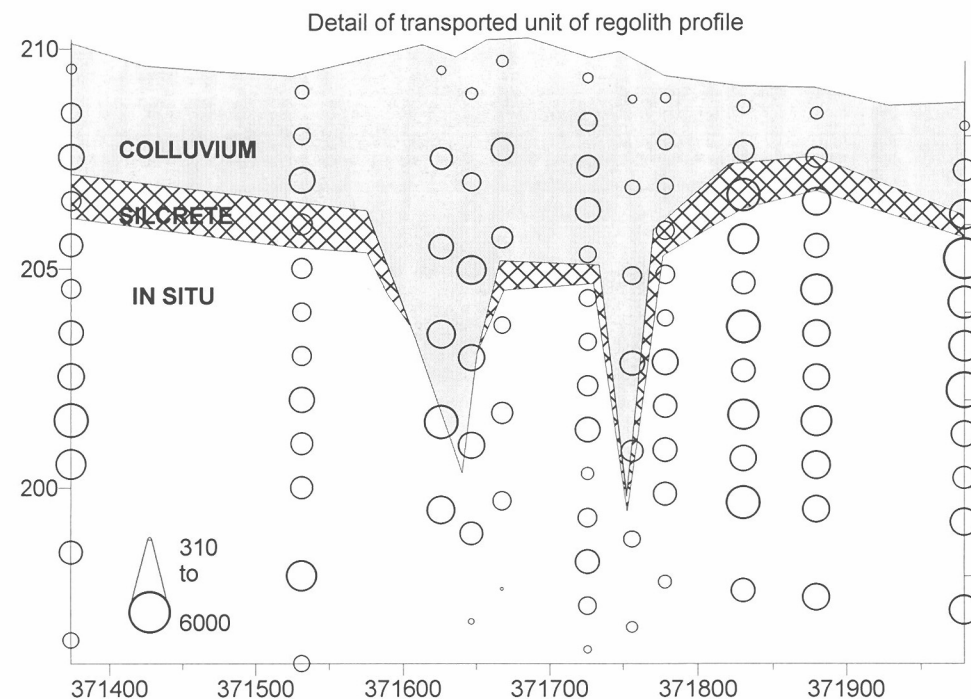 Detail of transported unit of regolith profile
210
COLLUVIUM
SILCRETE
205
IN SITU
200
310
to
6000
371400 371500 371600 371700 371800 371900